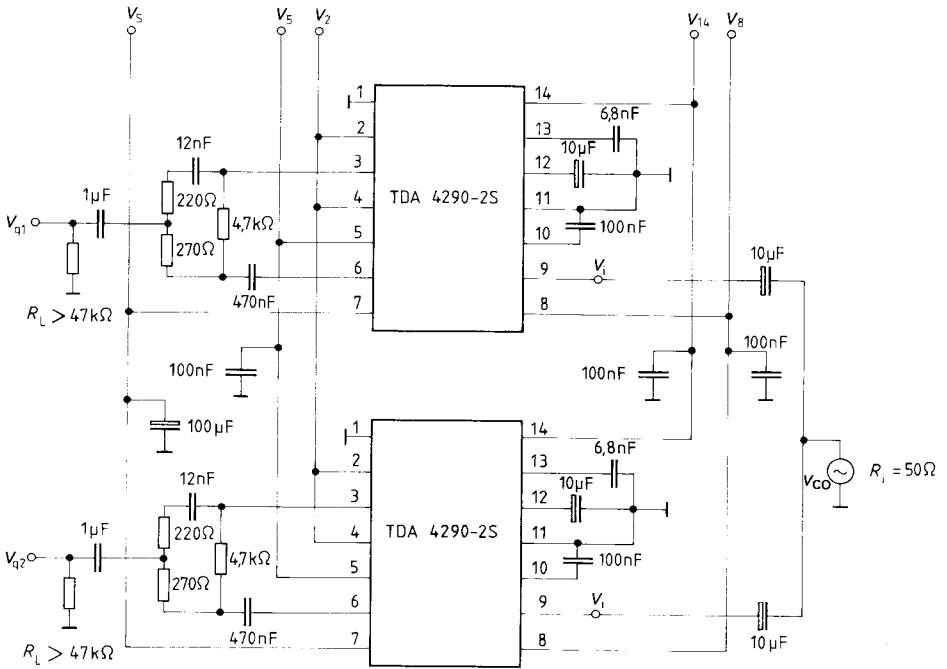 V_S V_5 V_2 V_14 V_8
1 14
6,8nF
2 13
12nF
10µF
3 12
1µF
220Ω
TDA 4290-2S
V_q1
4,7kΩ
4 11
100nF
270Ω
5 10
10µF
6 9 V_i
470nF
R_L > 47kΩ
7 8
100nF 100nF 100nF
100µF
1 14
6,8nF
2 13
12nF
10µF
3 12
V_CO R_i = 50Ω
1µF
220Ω
TDA 4290-2S
V_q2
4,7kΩ
4 11
100nF
270Ω
5 10
6 9 V_i
470nF
10µF
R_L > 47kΩ
7 8